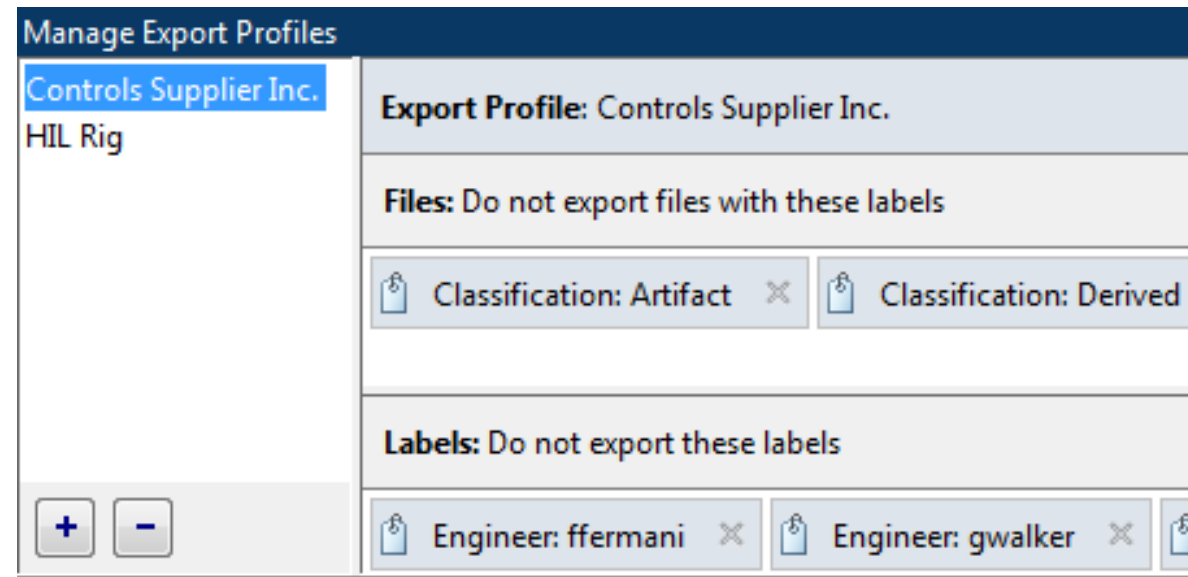 Manage Export Profiles
Controls Supplier Inc.
HIL Rig
Export Profile: Controls Supplier Inc.
Files: Do not export files with these labels
Classification: Artifact
Classification: Derived
Labels: Do not export these labels
Engineer: ffermani
Engineer: gwalker